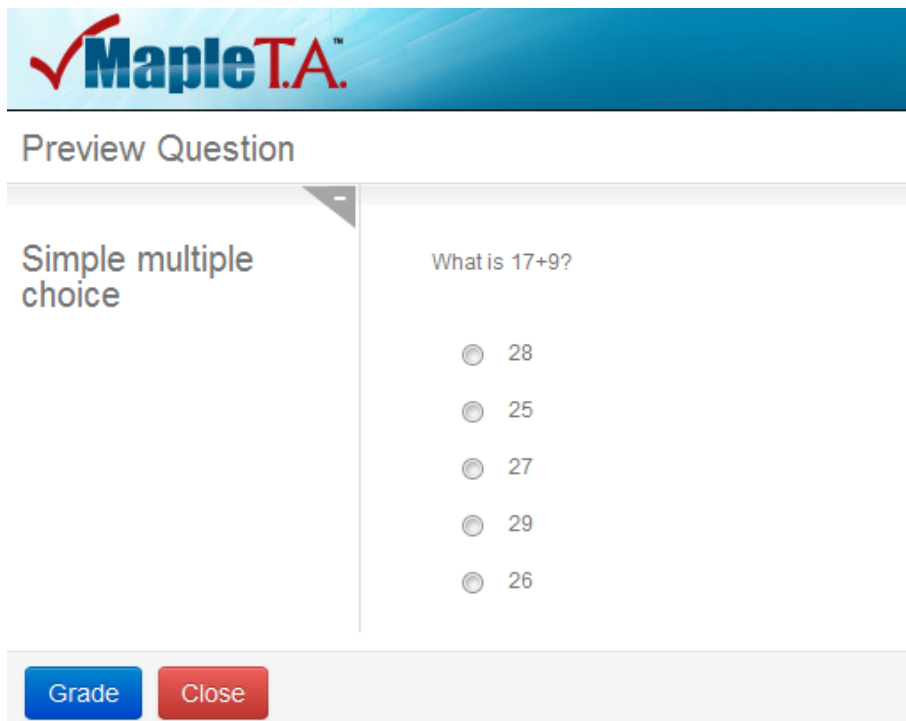 MapleT.A.™
Preview Question
Simple multiple
choice
What is 17+9?
28
25
27
29
26
Grade
Close